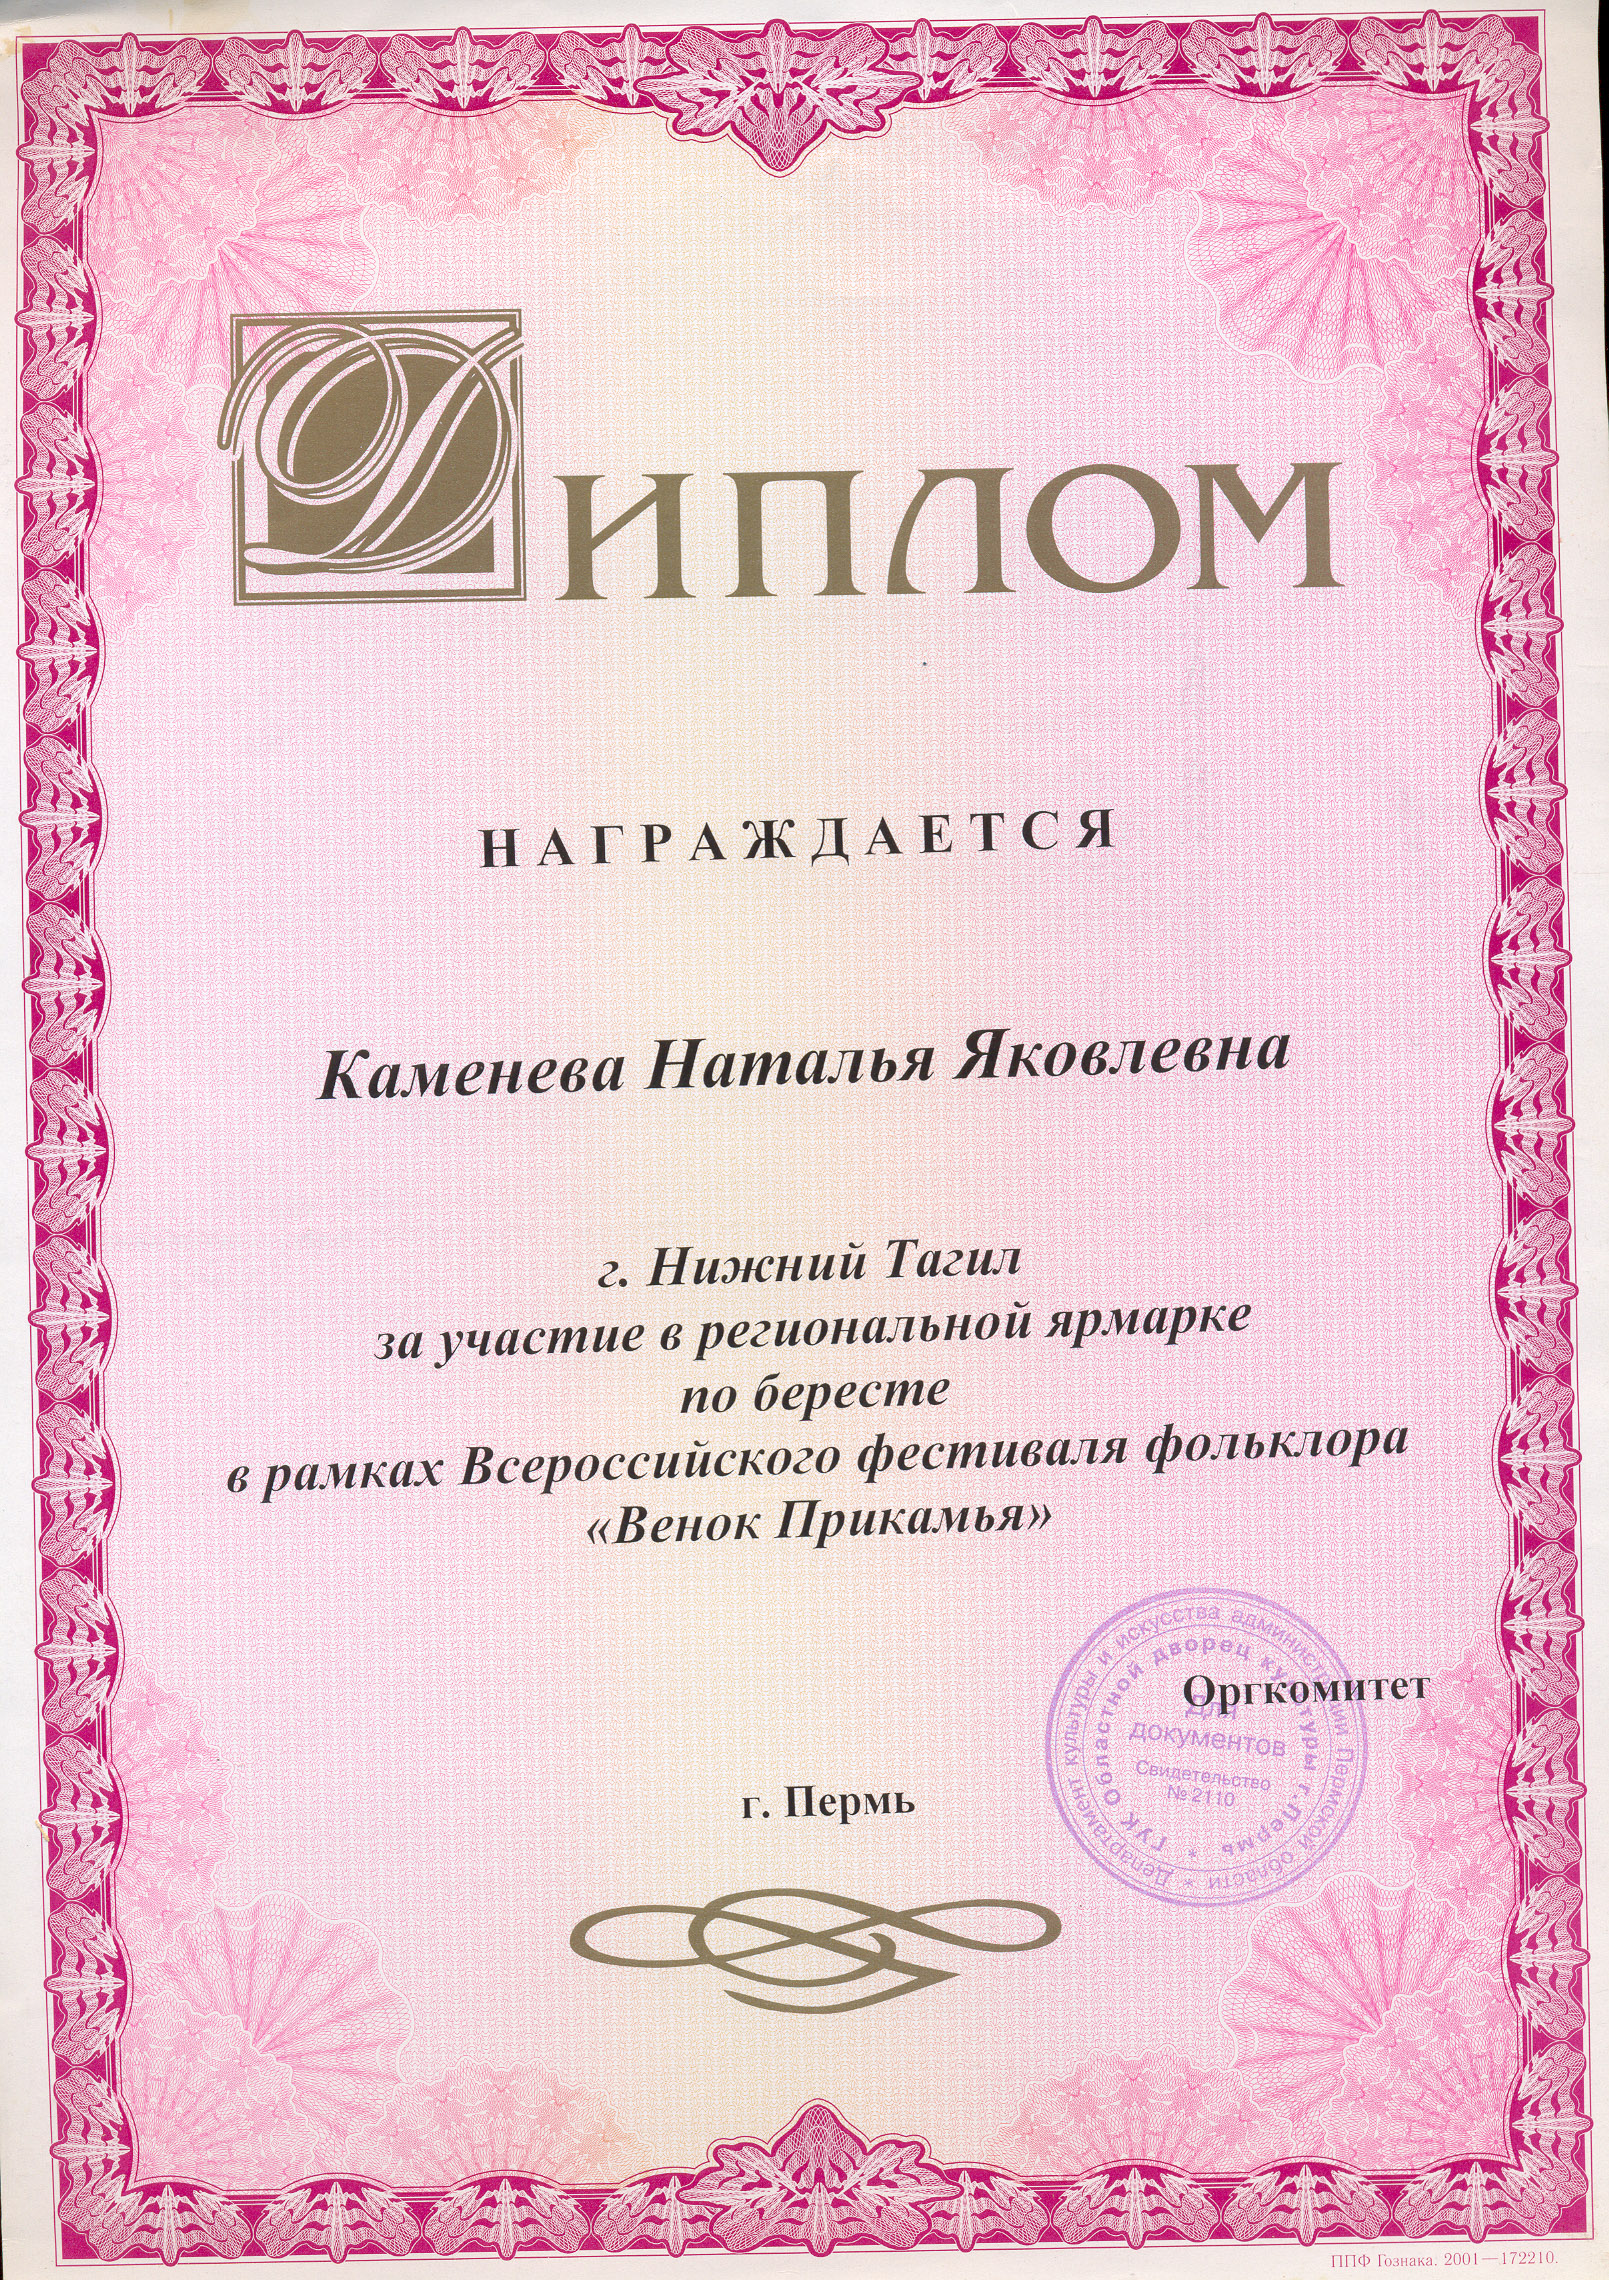 ДИПЛОМ
НАГРАЖДАЕТСЯ
Каменева Наталья Яковлевна
г. Нижний Тагил
за участие в региональной ярмарке
по бересте
в рамках Всероссийского фестиваля фольклора
«Венок Прикамья»
Оргкомитет
г. Пермь
Департамент культуры и искусства администрации Пермской области *
ГУК Областной дворец культуры г.Пермь *
Для
документов
Свидетельство
№ 2110
ППФ Гознака. 2001—172210.